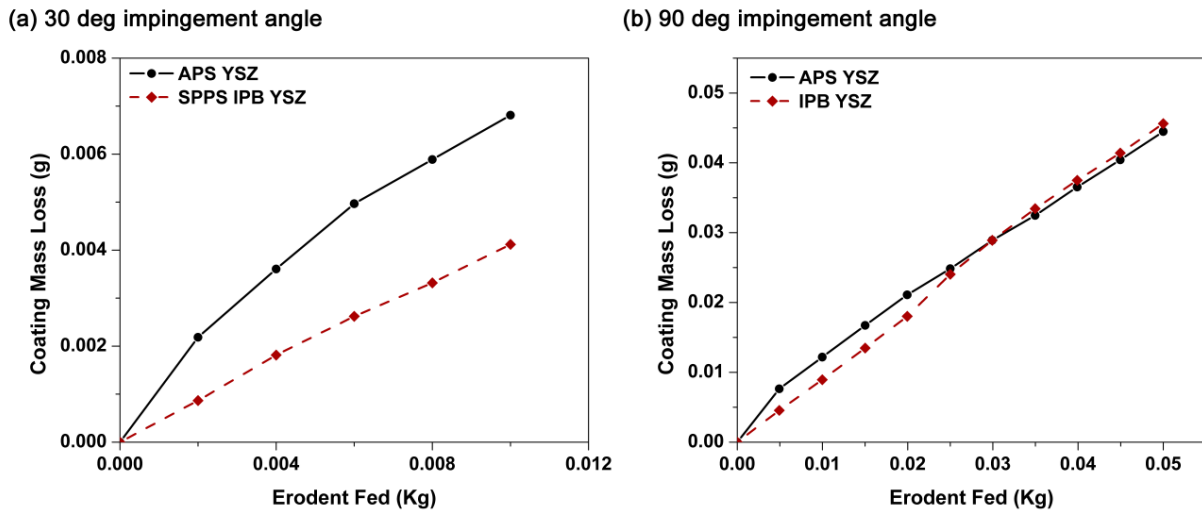 (a) 30 deg impingement angle
0.008
0.006
0.004
0.002
0.000
Coating Mass Loss (g)
APS YSZ
SPPS IPB YSZ
0.000 0.004 0.008 0.012
Erodent Fed (Kg)
(b) 90 deg impingement angle
0.05
0.04
0.03
0.02
0.01
0.00
Coating Mass Loss (g)
APS YSZ
IPB YSZ
0.00 0.01 0.02 0.03 0.04 0.05
Erodent Fed (Kg)